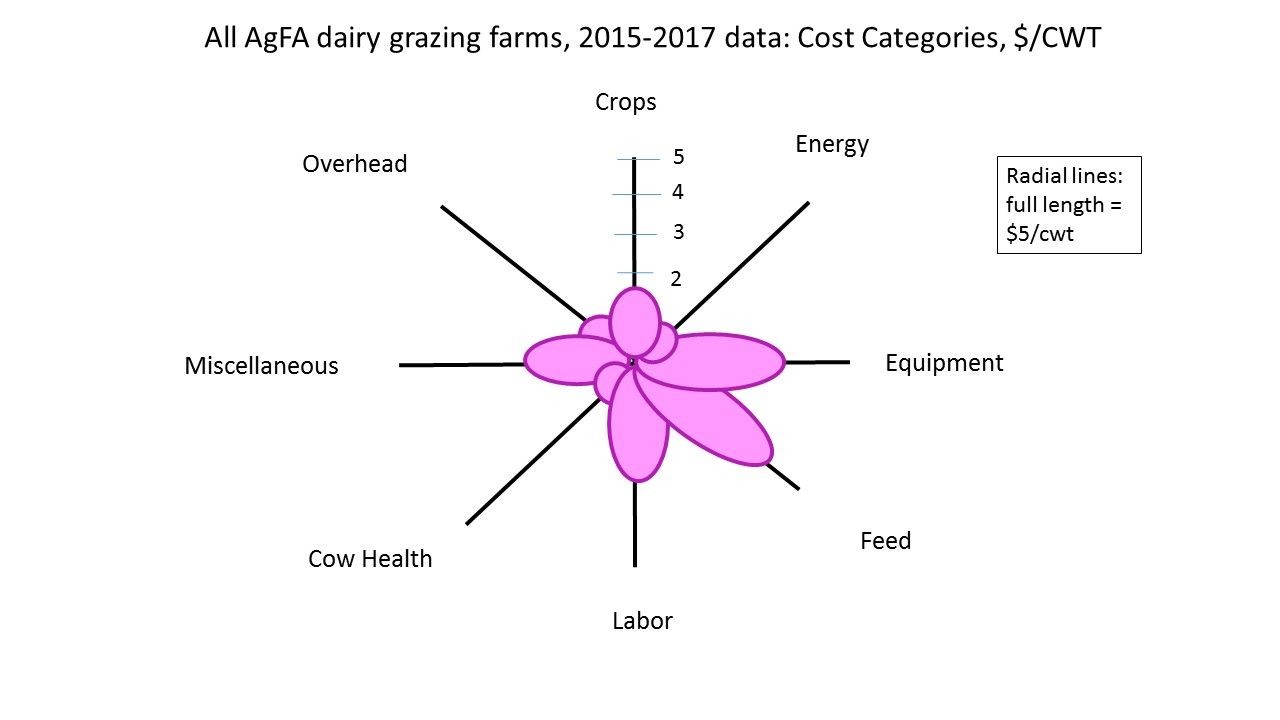 All AgFA dairy grazing farms, 2015-2017 data: Cost Categories, $/CWT
Crops
Energy
Overhead
5
4
3
2
Radial lines:
full length =
$5/cwt
Miscellaneous
Equipment
Cow Health
Feed
Labor